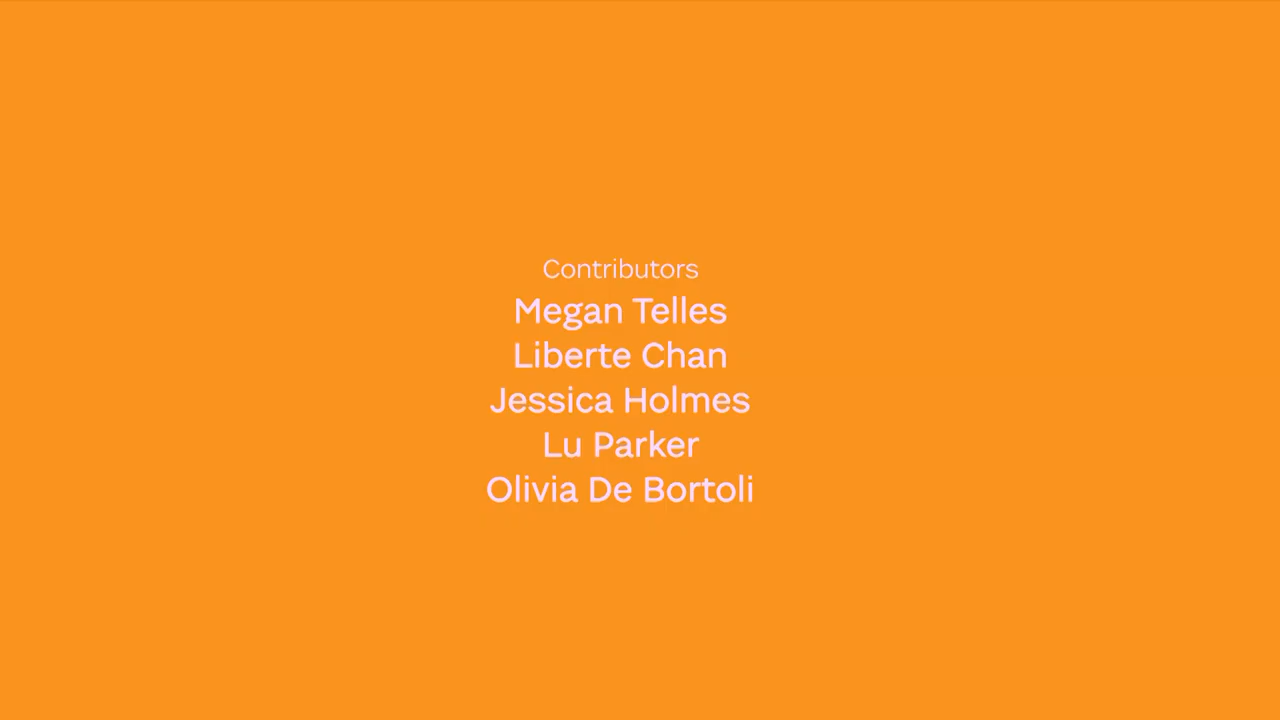 Contributors
Megan Telles
Liberte Chan
Jessica Holmes
Lu Parker
Olivia De Bortoli